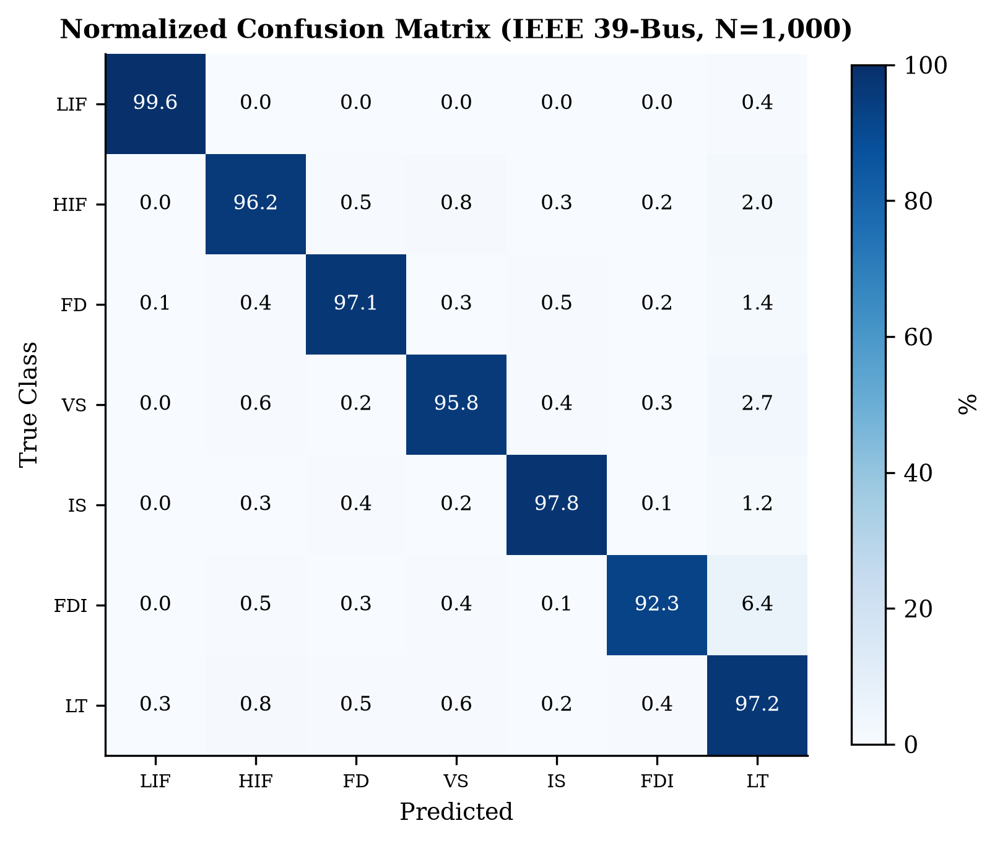 Normalized Confusion Matrix (IEEE 39-Bus, N=1,000)
LIF 99.6 0.0 0.0 0.0 0.0 0.0 0.4
HIF 0.0 96.2 0.5 0.8 0.3 0.2 2.0
FD 0.1 0.4 97.1 0.3 0.5 0.2 1.4
VS 0.0 0.6 0.2 95.8 0.4 0.3 2.7
IS 0.0 0.3 0.4 0.2 97.8 0.1 1.2
FDI 0.0 0.5 0.3 0.4 0.1 92.3 6.4
LT 0.3 0.8 0.5 0.6 0.2 0.4 97.2
LIF HIF FD VS IS FDI LT
Predicted
True Class
100
80
60
40
20
0
%